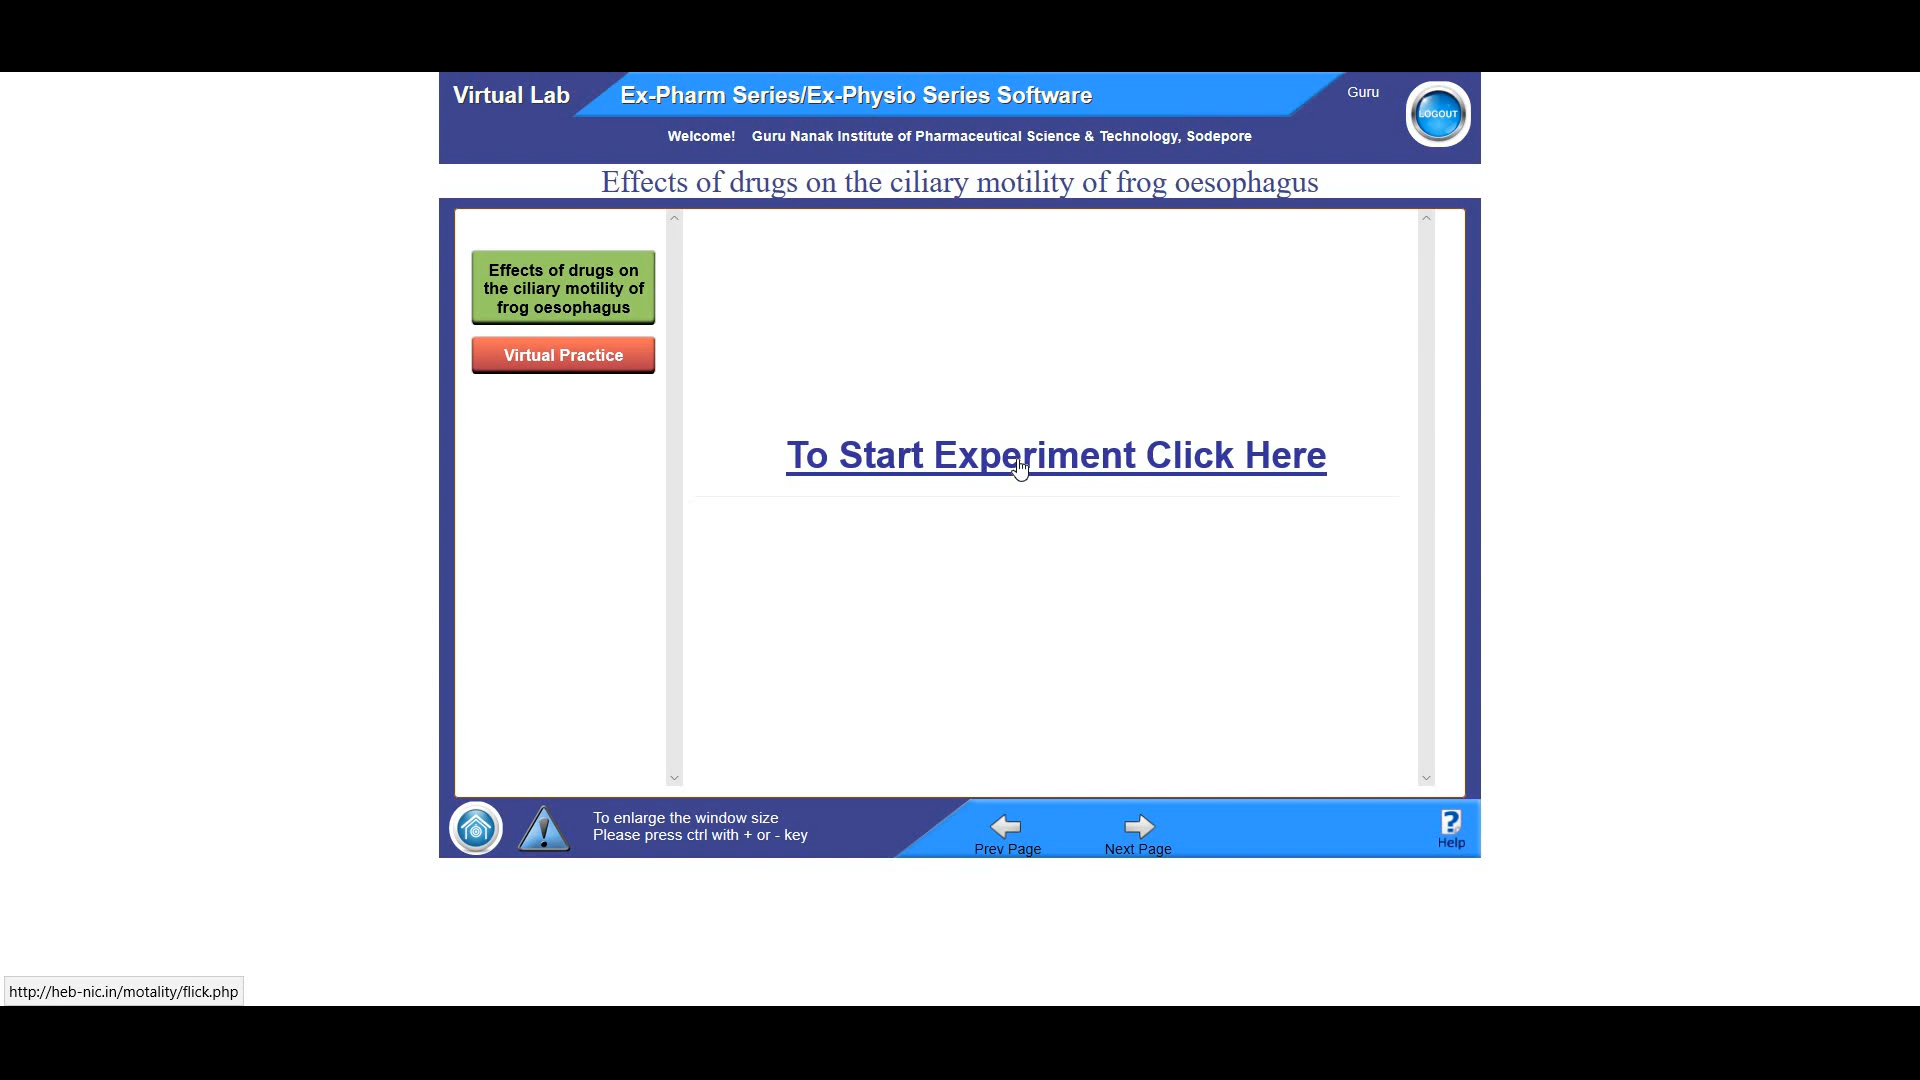 Virtual Lab
Ex-Pharm Series/Ex-Physio Series Software
Guru
LOGOUT
Welcome! Guru Nanak Institute of Pharmaceutical Science & Technology, Sodepore
Effects of drugs on the ciliary motility of frog oesophagus
Effects of drugs on
the ciliary motility of
frog oesophagus
Virtual Practice
To Start Experiment Click Here
To enlarge the window size
Please press ctrl with + or - key
Prev Page
Next Page
Help
http://heb-nic.in/motality/flick.php